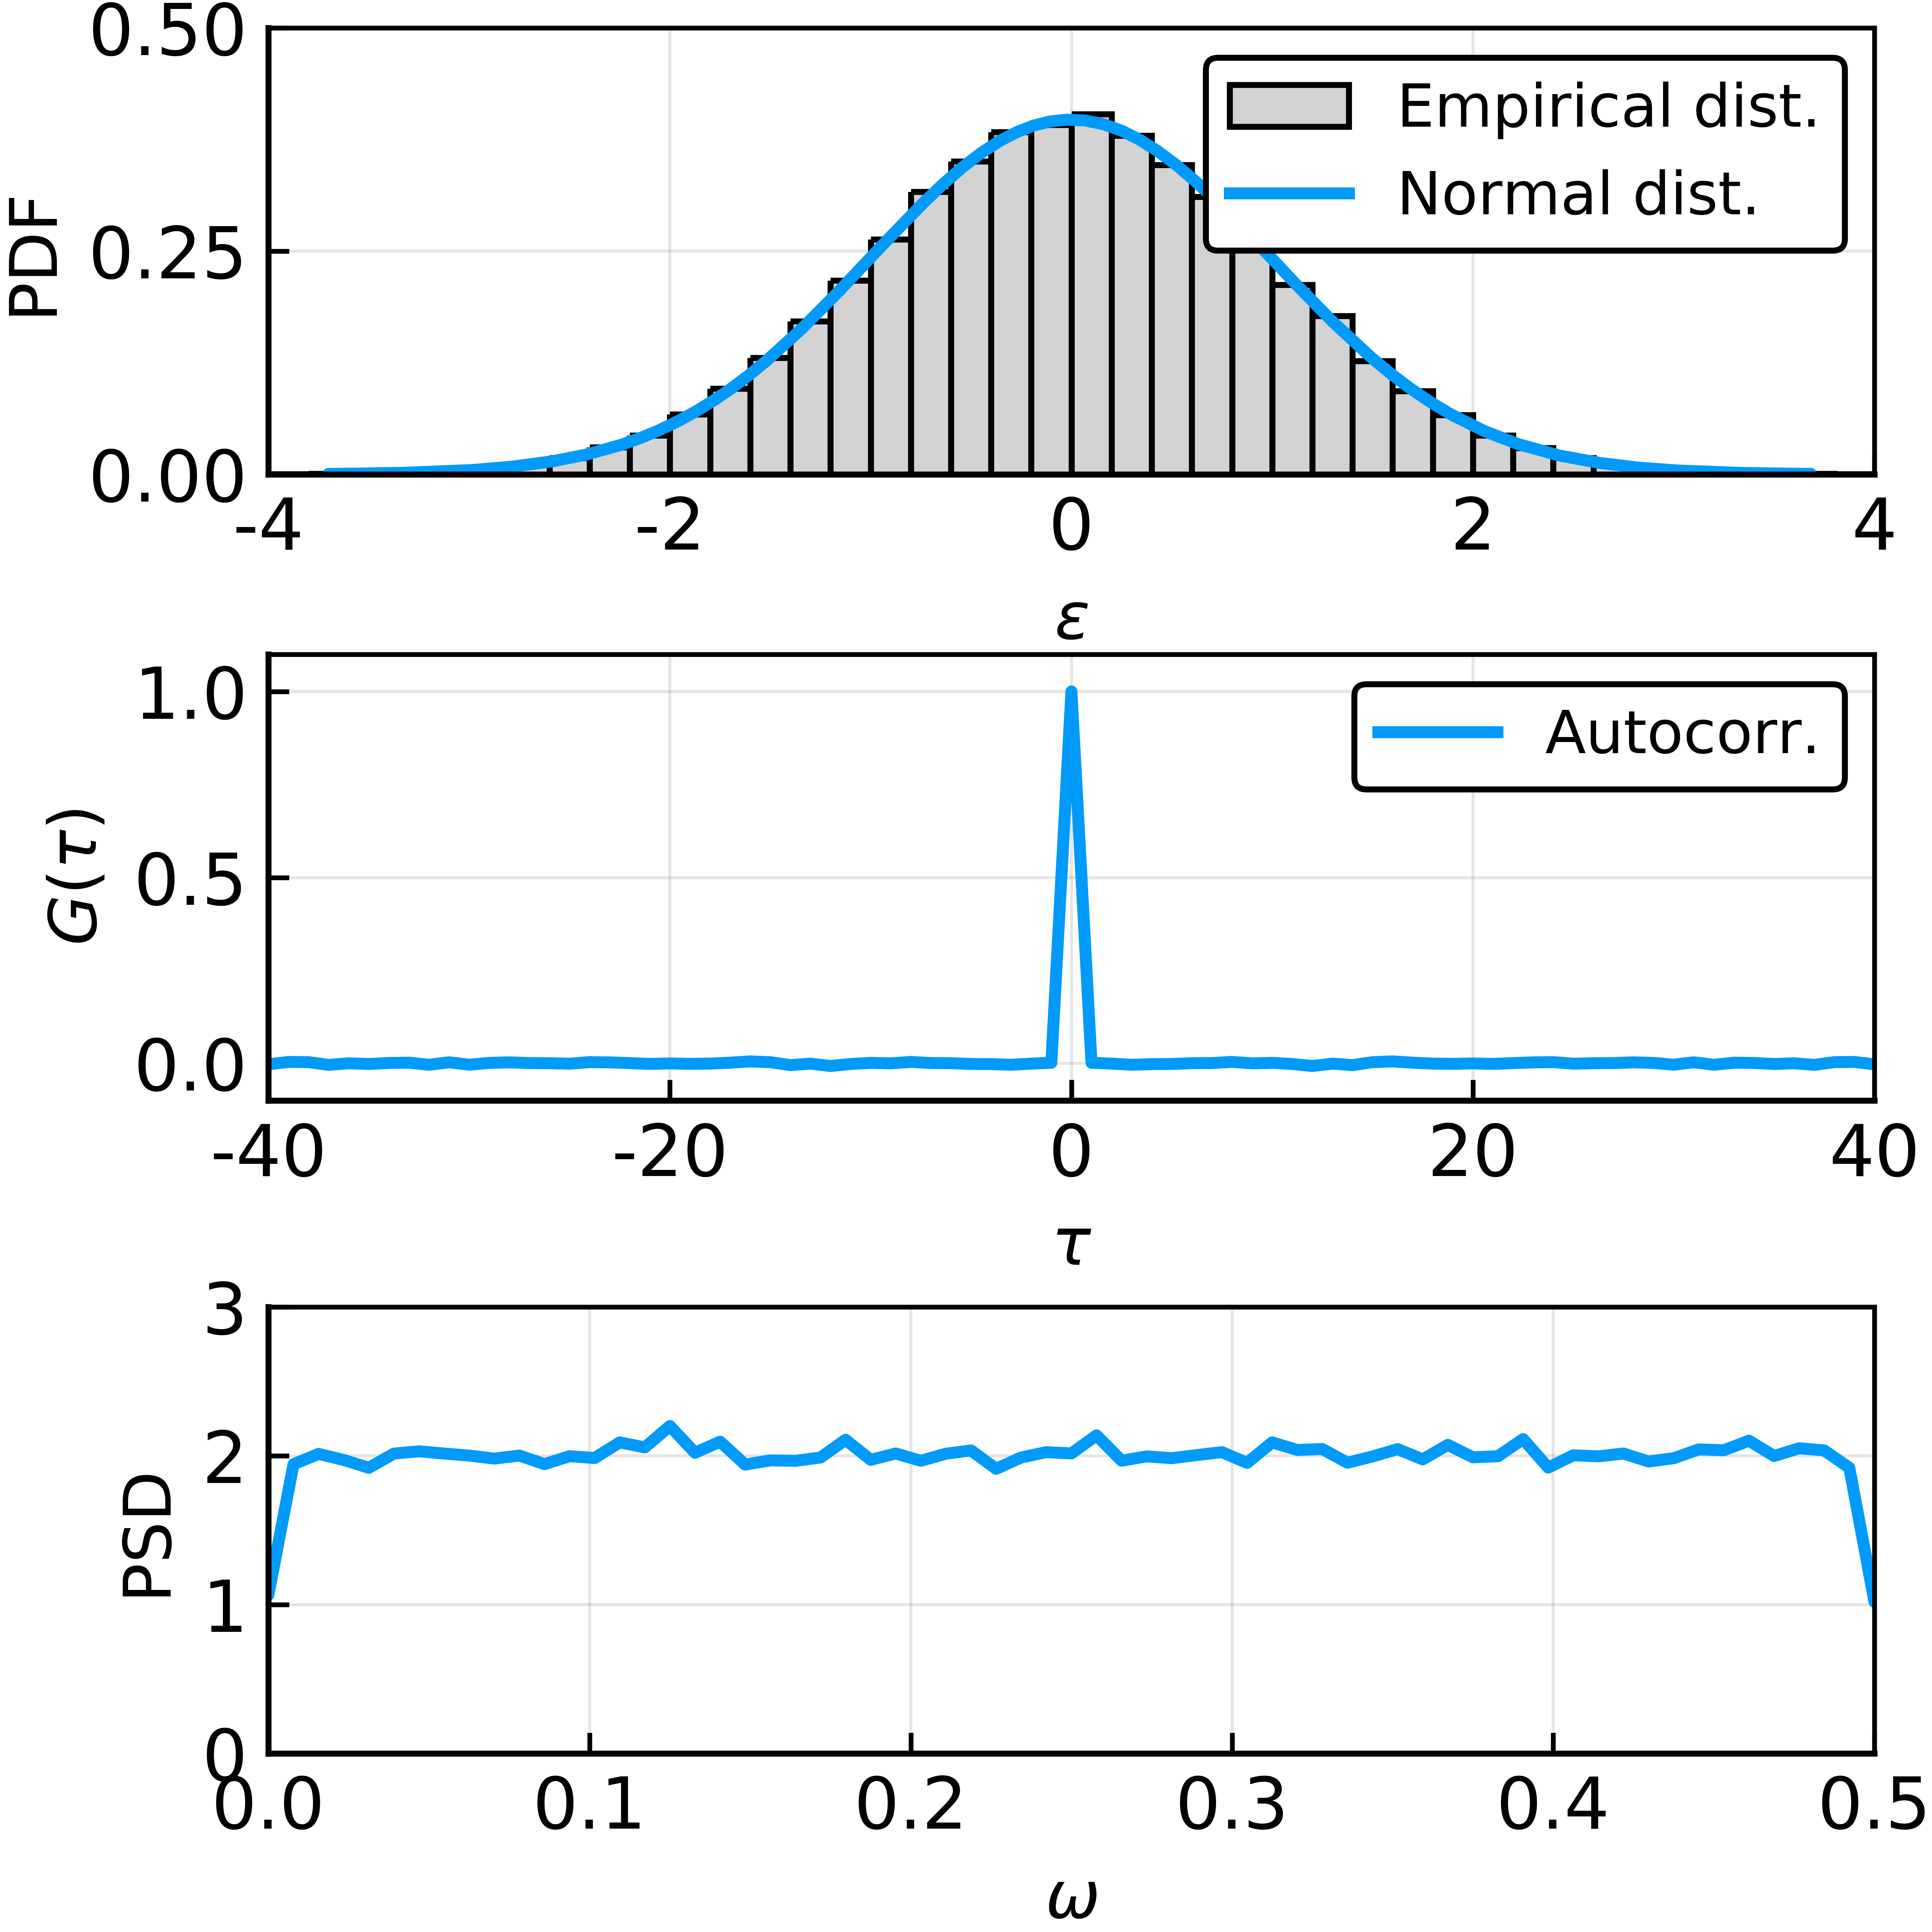 0.50
0.25
0.00
PDF
Empirical dist.
Normal dist.
-4 -2 0 2 4
ε
1.0
0.5
0.0
G(τ)
Autocorr.
-40 -20 0 20 40
τ
3
2
1
0
PSD
0.0 0.1 0.2 0.3 0.4 0.5
ω